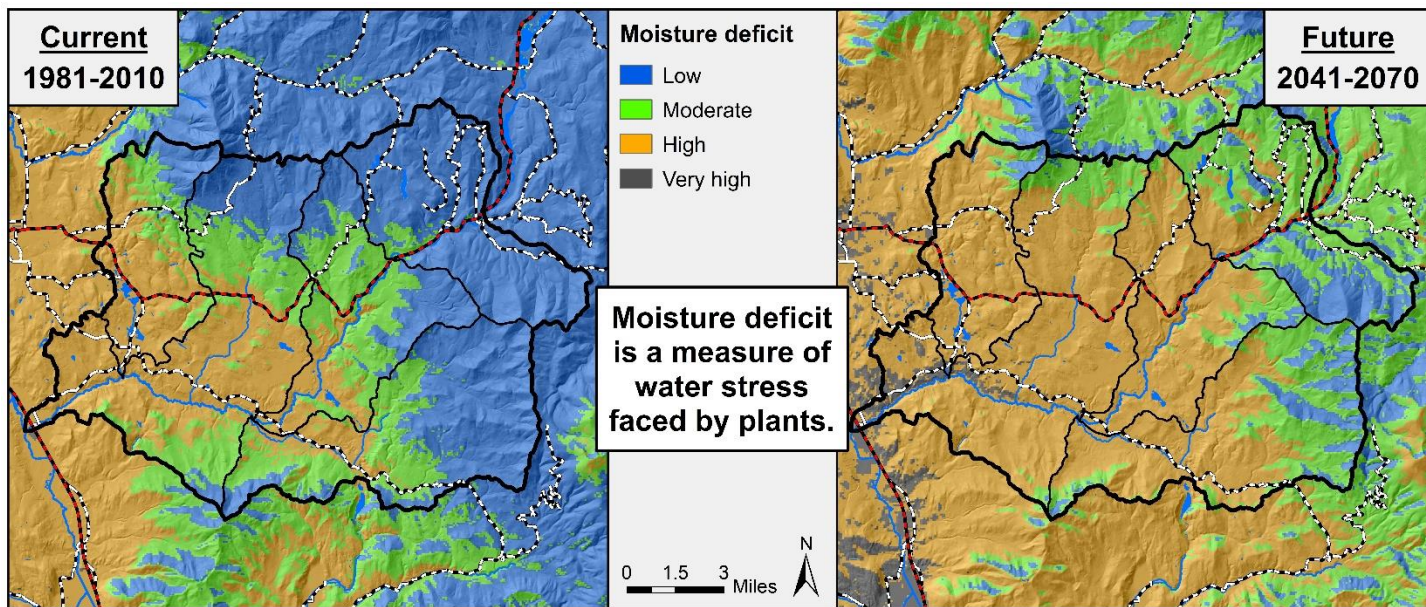 Current
1981-2010
Moisture deficit
Low
Moderate
High
Very high
Moisture deficit
is a measure of
water stress
faced by plants.
N
0 1.5 3
Miles
Future
2041-2070